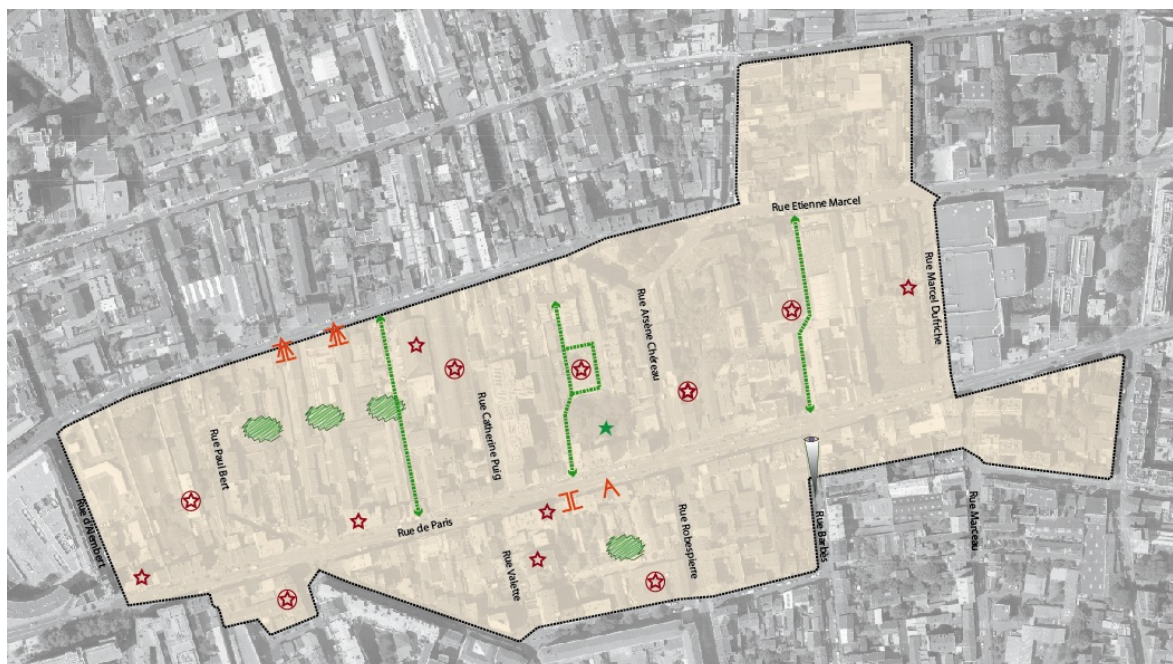 Rue Etienne Marcel
Rue Marcel Dufriche
Rue Arsène Chéreau
Rue Catherine Puig
Rue Paul Bert
Rue d'Alembert
Rue de Paris
Rue Valette
Rue Robespierre
Rue Barbès
Rue Marceau